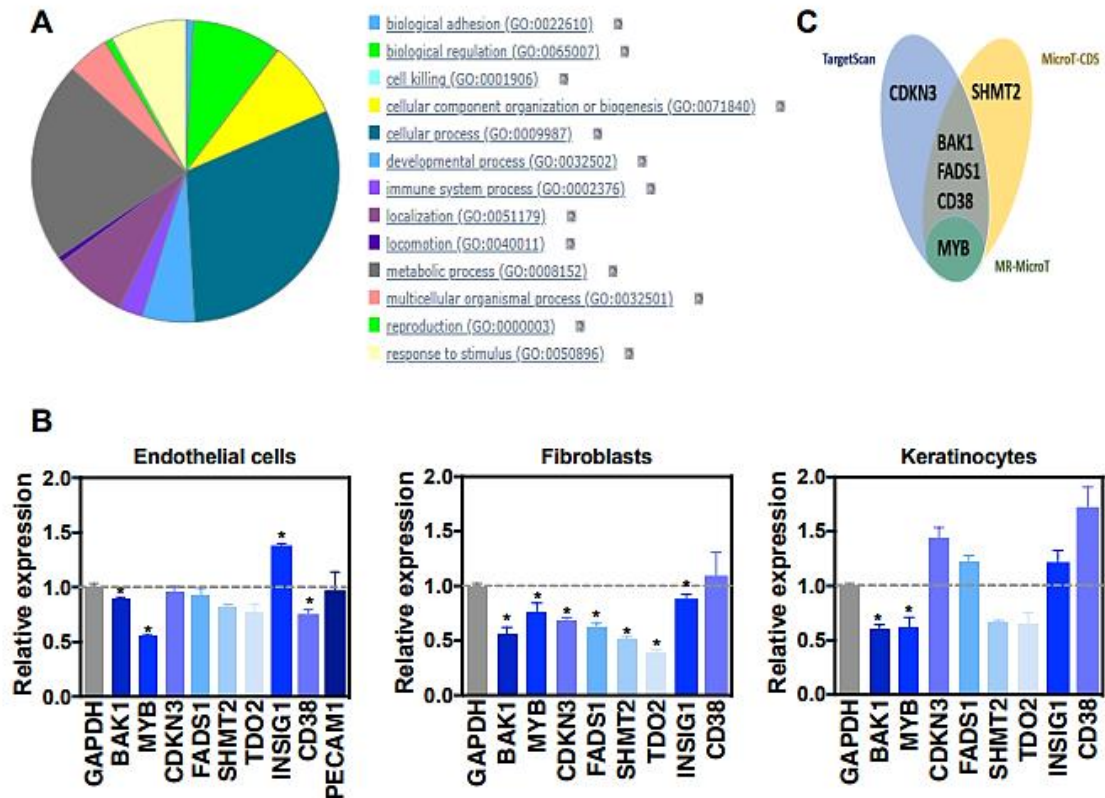 A
biological adhesion (GO:0022610)
biological regulation (GO:0065007)
cell killing (GO:0001906)
cellular component organization or biogenesis (GO:0071840)
cellular process (GO:0009987)
developmental process (GO:0032502)
immune system process (GO:0002376)
localization (GO:0051179)
locomotion (GO:0040011)
metabolic process (GO:0008152)
multicellular organismal process (GO:0032501)
reproduction (GO:0000003)
response to stimulus (GO:0050896)
C
TargetScan
MicroT-CDS
CDKN3
SHMT2
BAK1
FADS1
CD38
MYB
MR-MicroT
B
Endothelial cells
Relative expression
2.0
1.5
1.0
0.5
0.0
* * * *
GAPDH
BAK1
MYB
CDKN3
FADS1
SHMT2
TDO2
INSIG1
CD38
PECAM1
Fibroblasts
Relative expression
2.0
1.5
1.0
0.5
0.0
* * * * * * *
GAPDH
BAK1
MYB
CDKN3
FADS1
SHMT2
TDO2
INSIG1
CD38
Keratinocytes
Relative expression
2.0
1.5
1.0
0.5
0.0
* *
GAPDH
BAK1
MYB
CDKN3
FADS1
SHMT2
TDO2
INSIG1
CD38